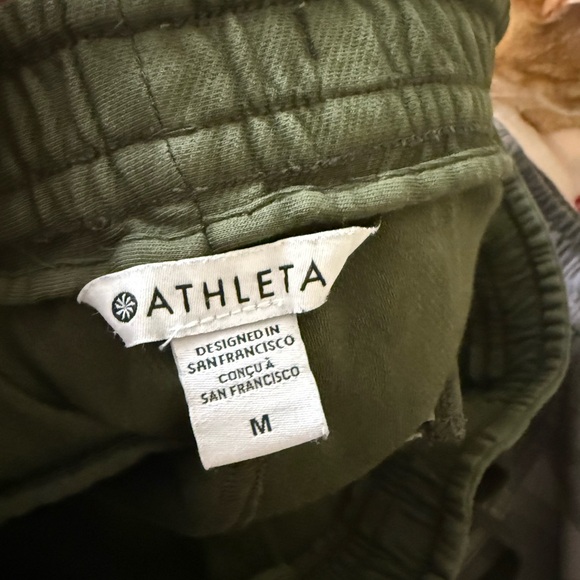 ATHLETA
DESIGNED IN
SAN FRANCISCO
CONÇU À
SAN FRANCISCO
M